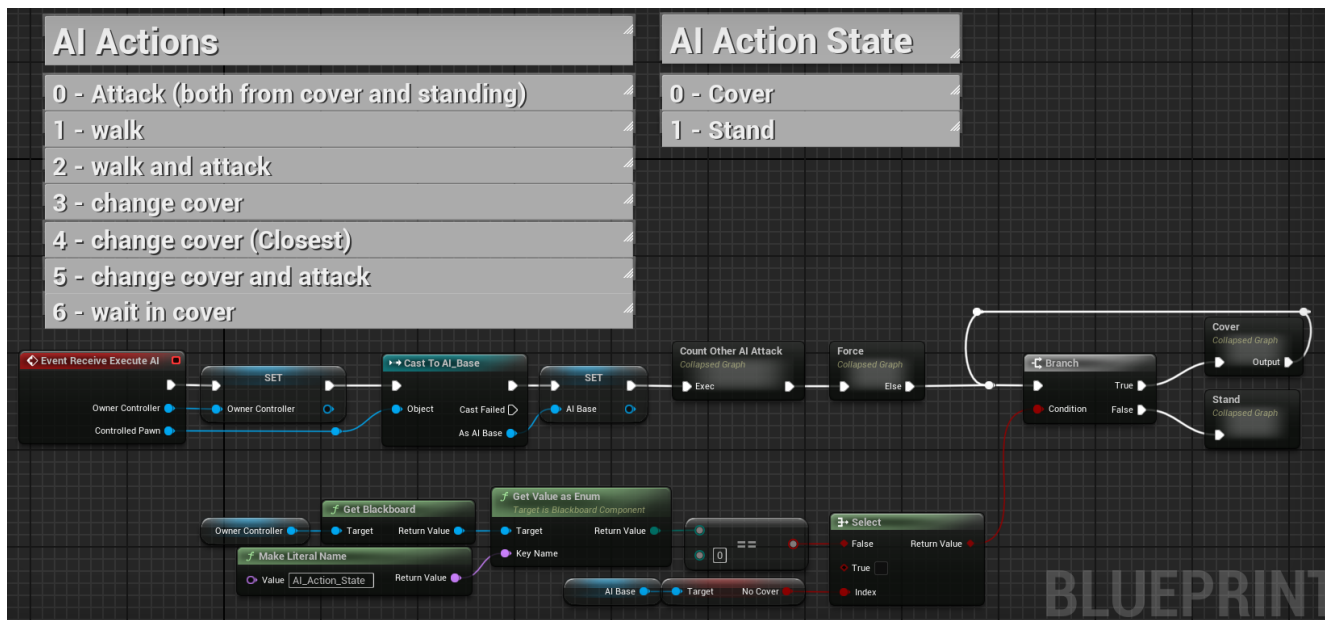 AI Actions
0 - Attack (both from cover and standing)
1 - walk
2 - walk and attack
3 - change cover
4 - change cover (Closest)
5 - change cover and attack
6 - wait in cover
AI Action State
0 - Cover
1 - Stand
Event Receive Execute AI
Owner Controller
Controlled Pawn
SET
Owner Controller
Cast To AI_Base
Object
Cast Failed
As AI Base
SET
AI Base
Count Other AI Attack
Collapsed Graph
Exec
Force
Collapsed Graph
Else
Branch
True
Condition
False
Cover
Collapsed Graph
Output
Stand
Collapsed Graph
Owner Controller
f Get Blackboard
Target
Return Value
f Make Literal Name
Value AI_Action_State
Return Value
f Get Value as Enum
Target is Blackboard Component
Target
Return Value
Key Name
==
0
AI Base
Target
No Cover
Select
False
Return Value
True
Index
BLUEPRINT